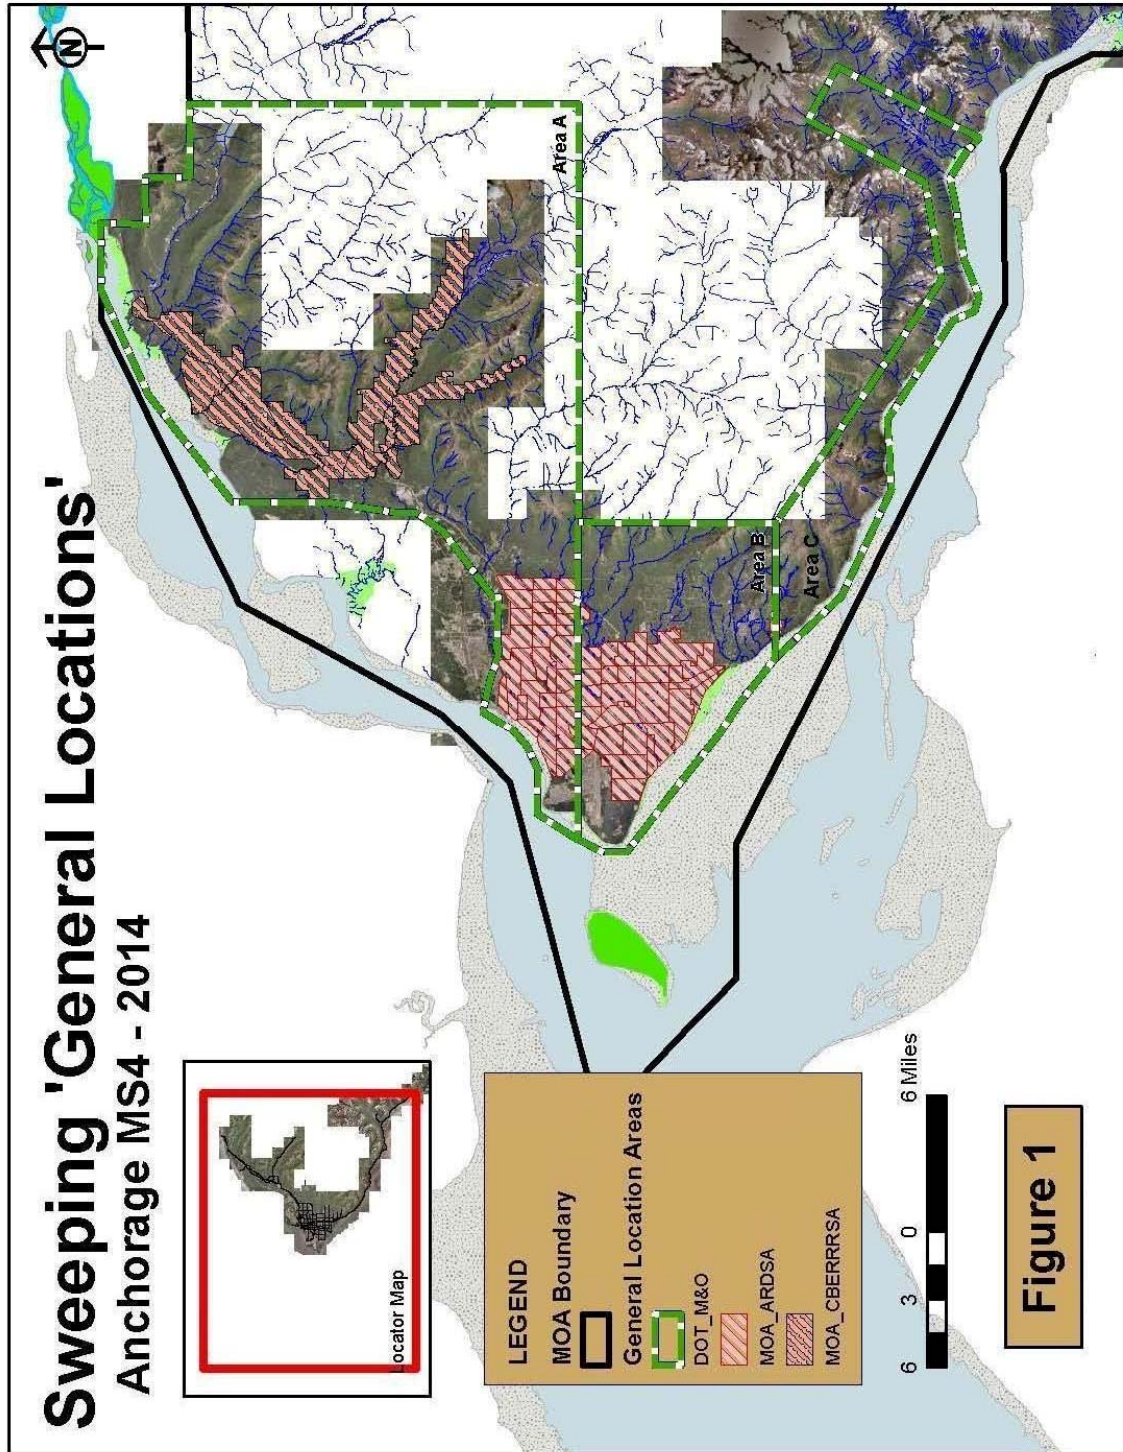 Sweeping 'General Locations'
Anchorage MS4 - 2014
N
Locator Map
Area A
Area B
Area C
LEGEND
MOA Boundary
General Location Areas
DOT_M&O
MOA_ARDSA
MOA_CBERRRSA
6 3 0 6 Miles
Figure 1